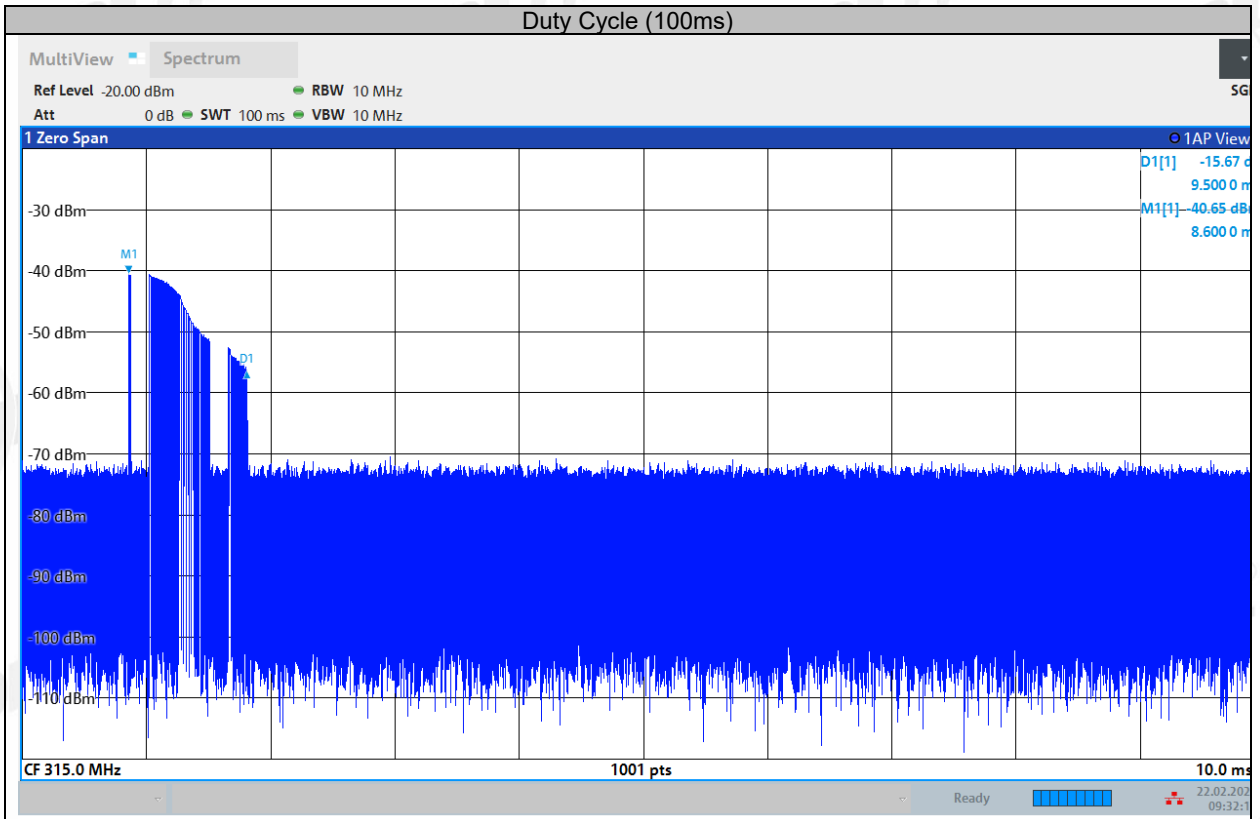 Duty Cycle (100ms)
MultiView Spectrum
Ref Level -20.00 dBm RBW 10 MHz SGL
Att 0 dB SWT 100 ms VBW 10 MHz
1 Zero Span 1AP View
D1[1] -15.67 d
9.500 0 m
-30 dBm M1[1] -40.65 dB
8.600 0 m
M1
-40 dBm
-50 dBm
D1
-60 dBm
-70 dBm
-80 dBm
-90 dBm
-100 dBm
-110 dBm
CF 315.0 MHz 1001 pts 10.0 ms
Ready 22.02.202
09:32:1